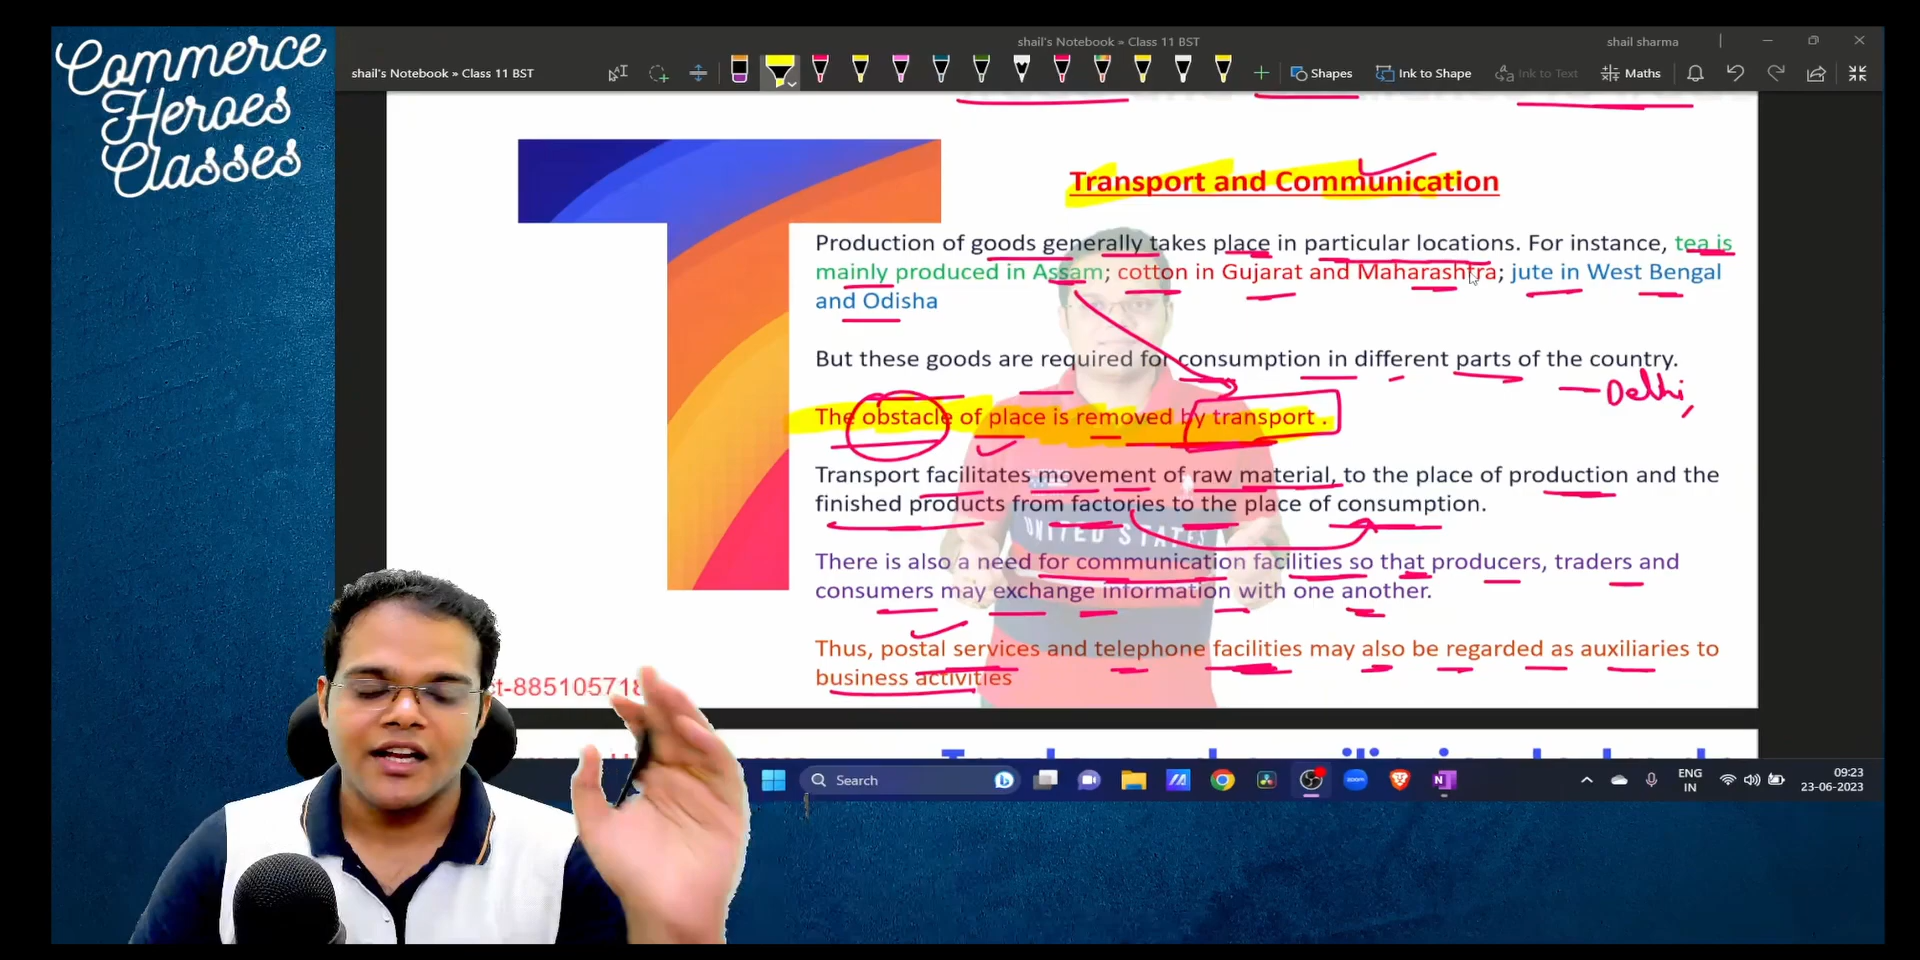 Commerce
Heroes
Classes
shail's Notebook » Class 11 BST
shail sharma
shail's Notebook » Class 11 BST
Shapes
Ink to Shape
Ink to Text
Maths
Transport and Communication
Production of goods generally takes place in particular locations. For instance, tea is
mainly produced in Assam; cotton in Gujarat and Maharashtra; jute in West Bengal
and Odisha
But these goods are required for consumption in different parts of the country.
Delhi,
The obstacle of place is removed by transport .
Transport facilitates movement of raw material, to the place of production and the
finished products from factories to the place of consumption.
There is also a need for communication facilities so that producers, traders and
consumers may exchange information with one another.
UNITED STATES
Thus, postal services and telephone facilities may also be regarded as auxiliaries to
business activities
ct-88510571
Search
zoom
N
ENG
IN
09:23
23-06-2023